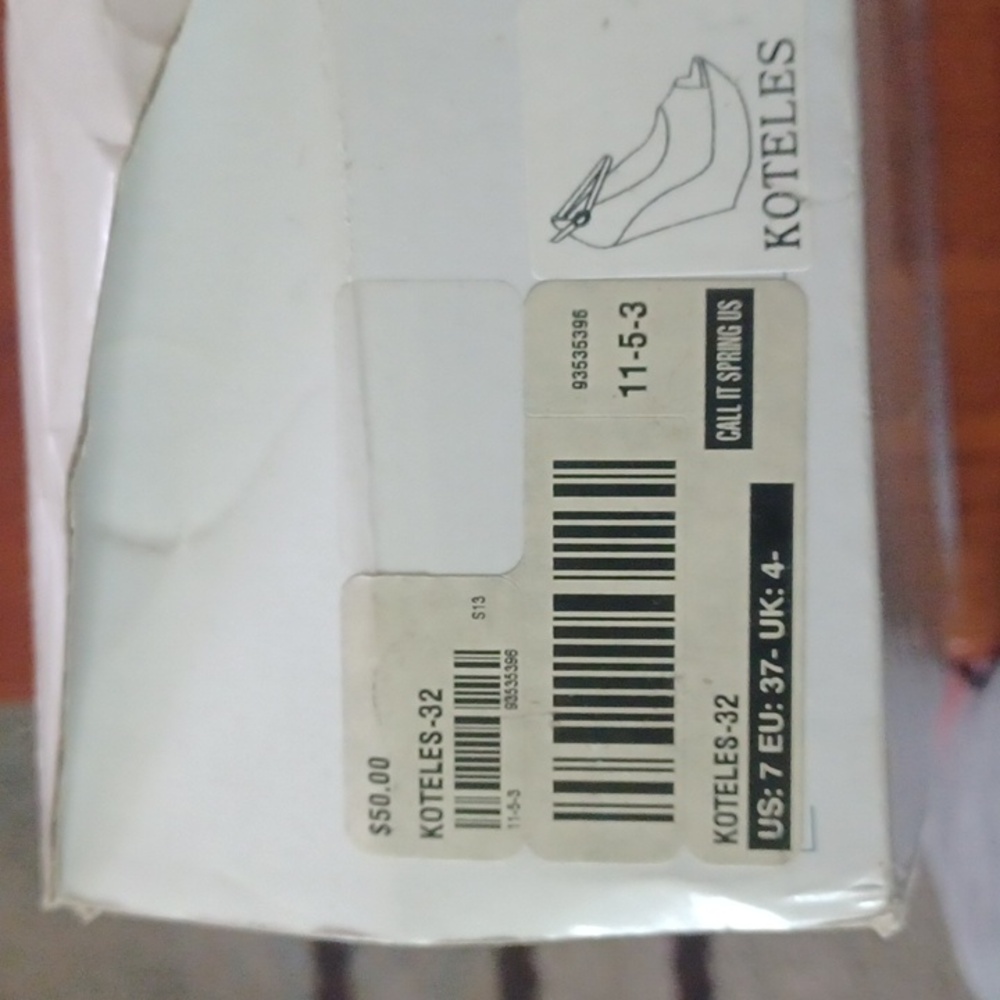 KOTELES
$50.00
KOTELES-32
S13
11-5-3
93535396
93535396
11-5-3
KOTELES-32
CALL IT SPRING US
US: 7 EU: 37- UK: 4-